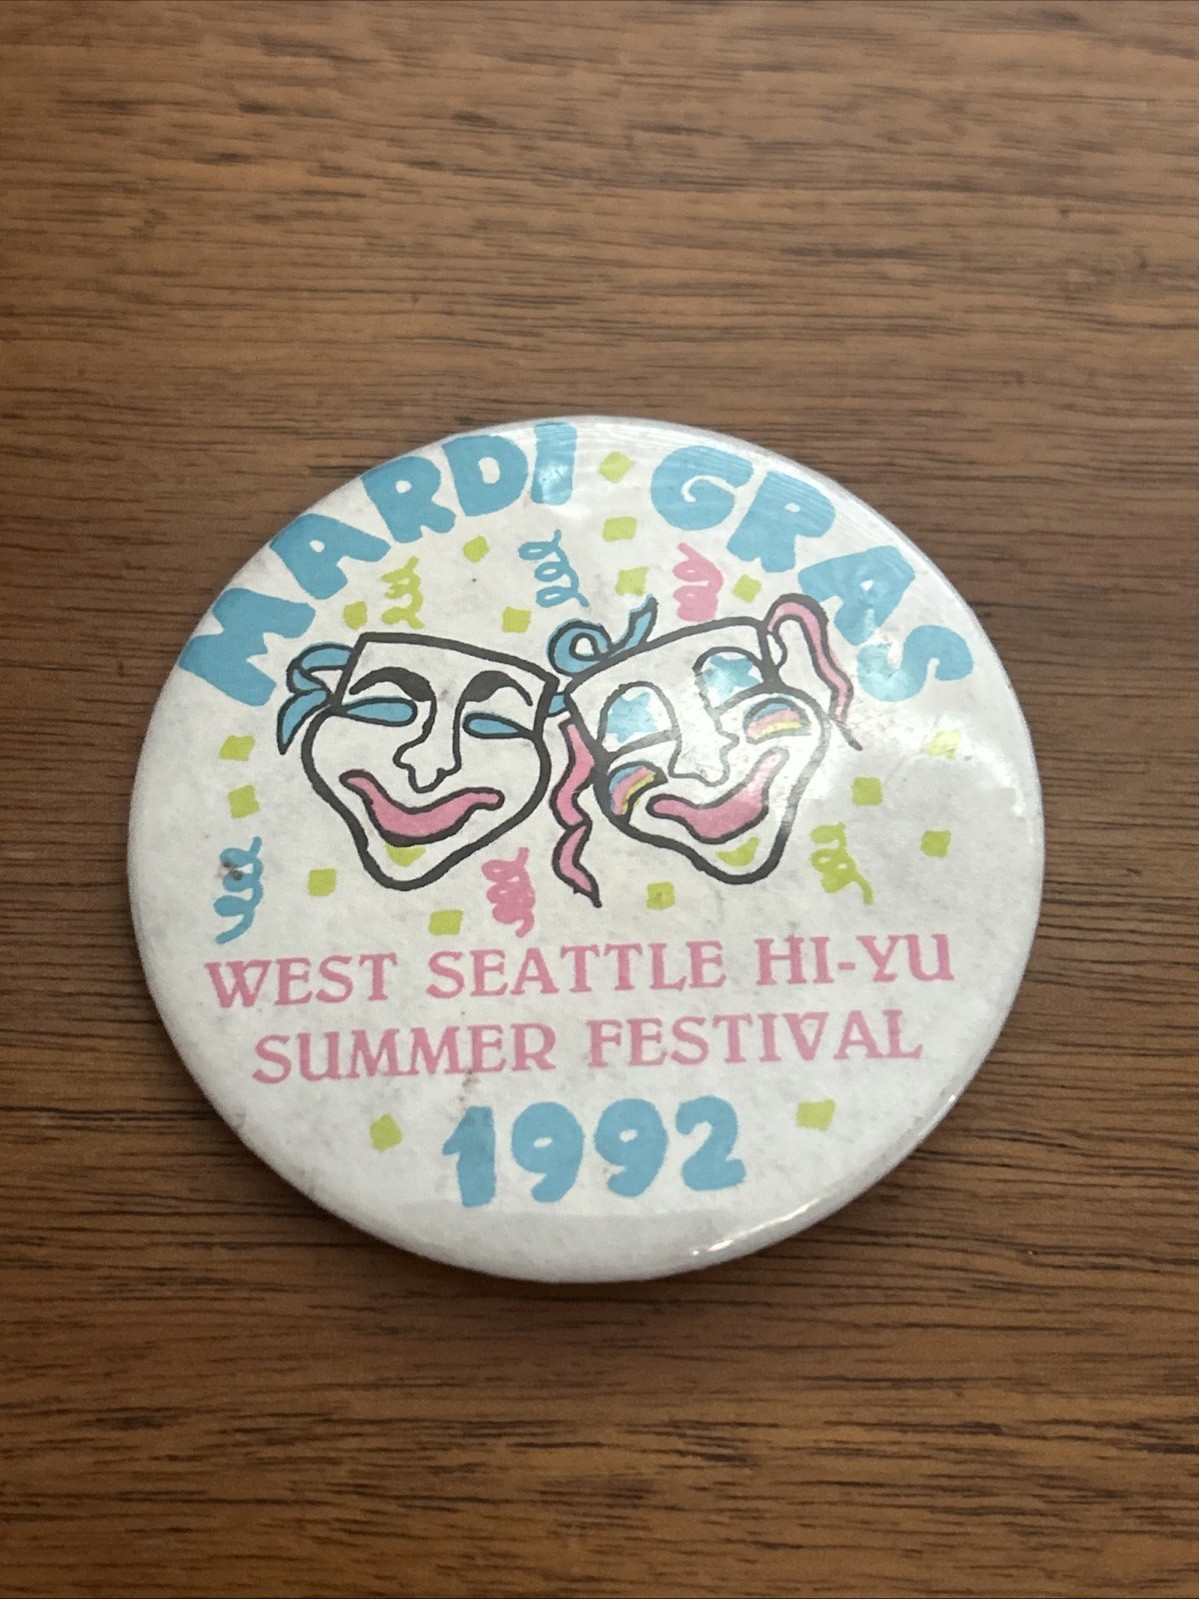 MARDI GRAS
WEST SEATTLE HI-YU
SUMMER FESTIVAL
1992